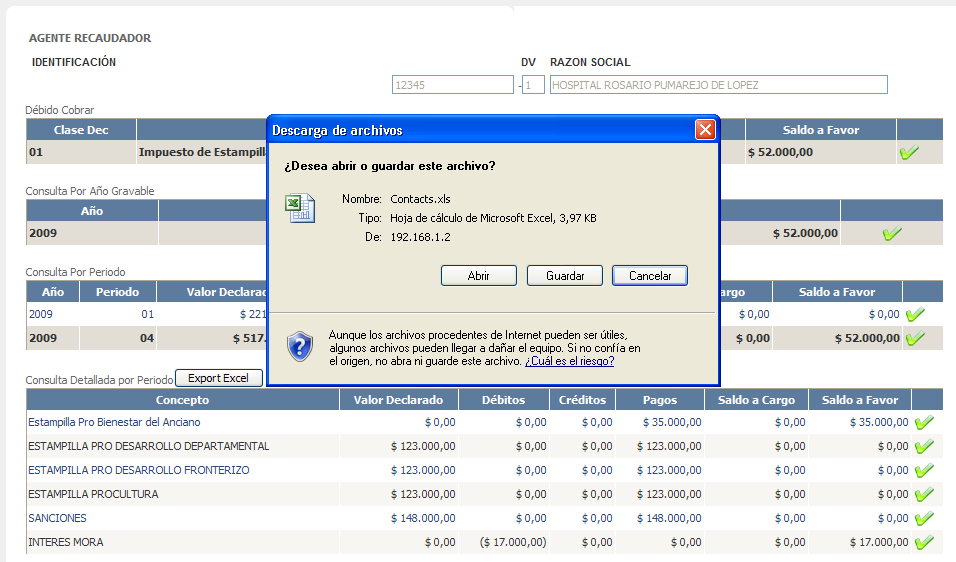 AGENTE RECAUDADOR
IDENTIFICACIÓN DV RAZON SOCIAL
12345 - 1 HOSPITAL ROSARIO PUMAREJO DE LOPEZ
Débido Cobrar
Clase Dec Saldo a Favor
01 Impuesto de Estampil $ 52.000,00
Consulta Por Año Gravable
Año
2009 $ 52.000,00
Consulta Por Periodo
Año Periodo Valor Declarad argo Saldo a Favor
2009 01 $ 221 $ 0,00 $ 0,00
2009 04 $ 517. $ 0,00 $ 52.000,00
Descarga de archivos
¿Desea abrir o guardar este archivo?
Nombre: Contacts.xls
Tipo: Hoja de cálculo de Microsoft Excel, 3,97 KB
De: 192.168.1.2
Abrir Guardar Cancelar
Aunque los archivos procedentes de Internet pueden ser útiles,
algunos archivos pueden llegar a dañar el equipo. Si no confía en
el origen, no abra ni guarde este archivo. ¿Cuál es el riesgo?
Consulta Detallada por Periodo Export Excel
Concepto Valor Declarado Débitos Créditos Pagos Saldo a Cargo Saldo a Favor
Estampilla Pro Bienestar del Anciano $ 0,00 $ 0,00 $ 0,00 $ 35.000,00 $ 0,00 $ 35.000,00
ESTAMPILLA PRO DESARROLLO DEPARTAMENTAL $ 123.000,00 $ 0,00 $ 0,00 $ 123.000,00 $ 0,00 $ 0,00
ESTAMPILLA PRO DESARROLLO FRONTERIZO $ 123.000,00 $ 0,00 $ 0,00 $ 123.000,00 $ 0,00 $ 0,00
ESTAMPILLA PROCULTURA $ 123.000,00 $ 0,00 $ 0,00 $ 123.000,00 $ 0,00 $ 0,00
SANCIONES $ 148.000,00 $ 0,00 $ 0,00 $ 148.000,00 $ 0,00 $ 0,00
INTERES MORA $ 0,00 ($ 17.000,00) $ 0,00 $ 0,00 $ 0,00 $ 17.000,00